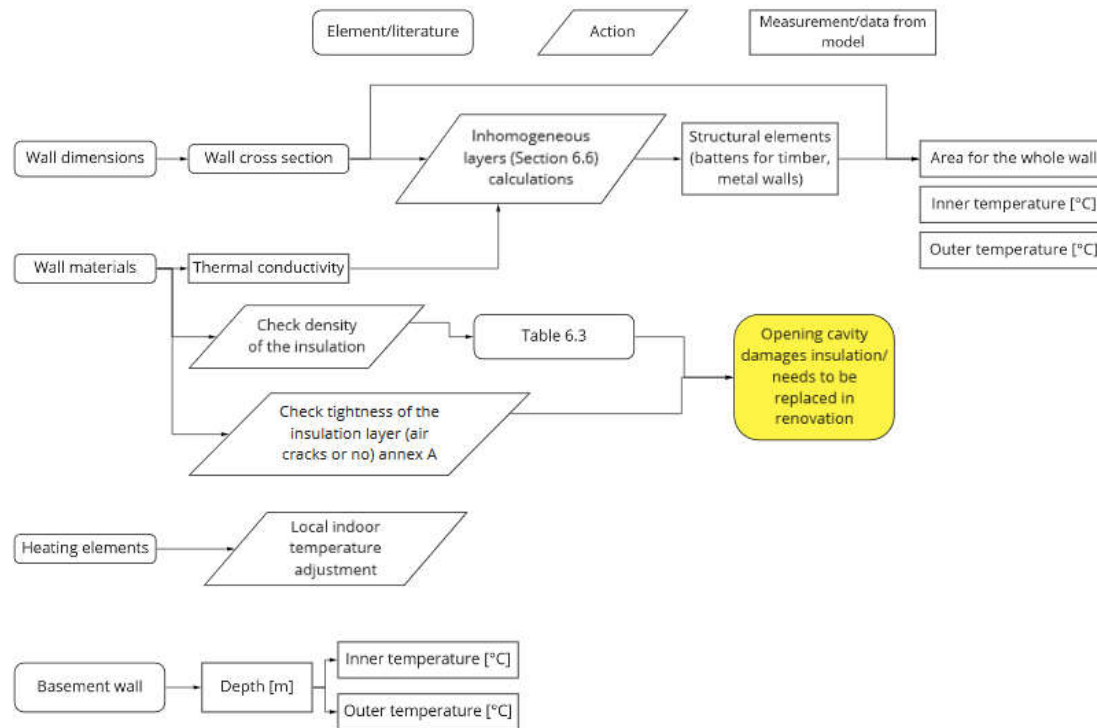 Element/literature
Action
Measurement/data from
model
Wall dimensions
Wall cross section
Inhomogeneous
layers (Section 6.6)
calculations
Structural elements
(battens for timber,
metal walls)
Area for the whole wall
Inner temperature [°C]
Outer temperature [°C]
Wall materials
Thermal conductivity
Check density
of the insulation
Table 6.3
Opening cavity
damages insulation/
needs to be
replaced in
renovation
Check tightness of the
insulation layer (air
cracks or no) annex A
Heating elements
Local indoor
temperature
adjustment
Basement wall
Depth [m]
Inner temperature [°C]
Outer temperature [°C]